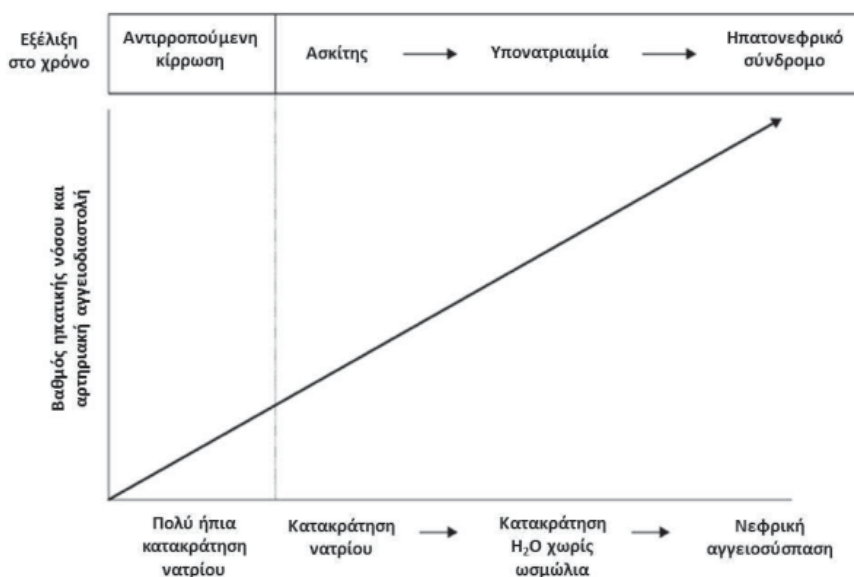 Εξέλιξη
στο χρόνο
Αντιρροπούμενη
κίρρωση
Ασκίτης
Υπονατριαιμία
Ηπατονεφρικό
σύνδρομο
Βαθμός ηπατικής νόσου και
αρτηριακή αγγειοδιαστολή
Πολύ ήπια
κατακράτηση
νατρίου
Κατακράτηση
νατρίου
Κατακράτηση
H₂O χωρίς
ωσμώλια
Νεφρική
αγγειοσύσπαση